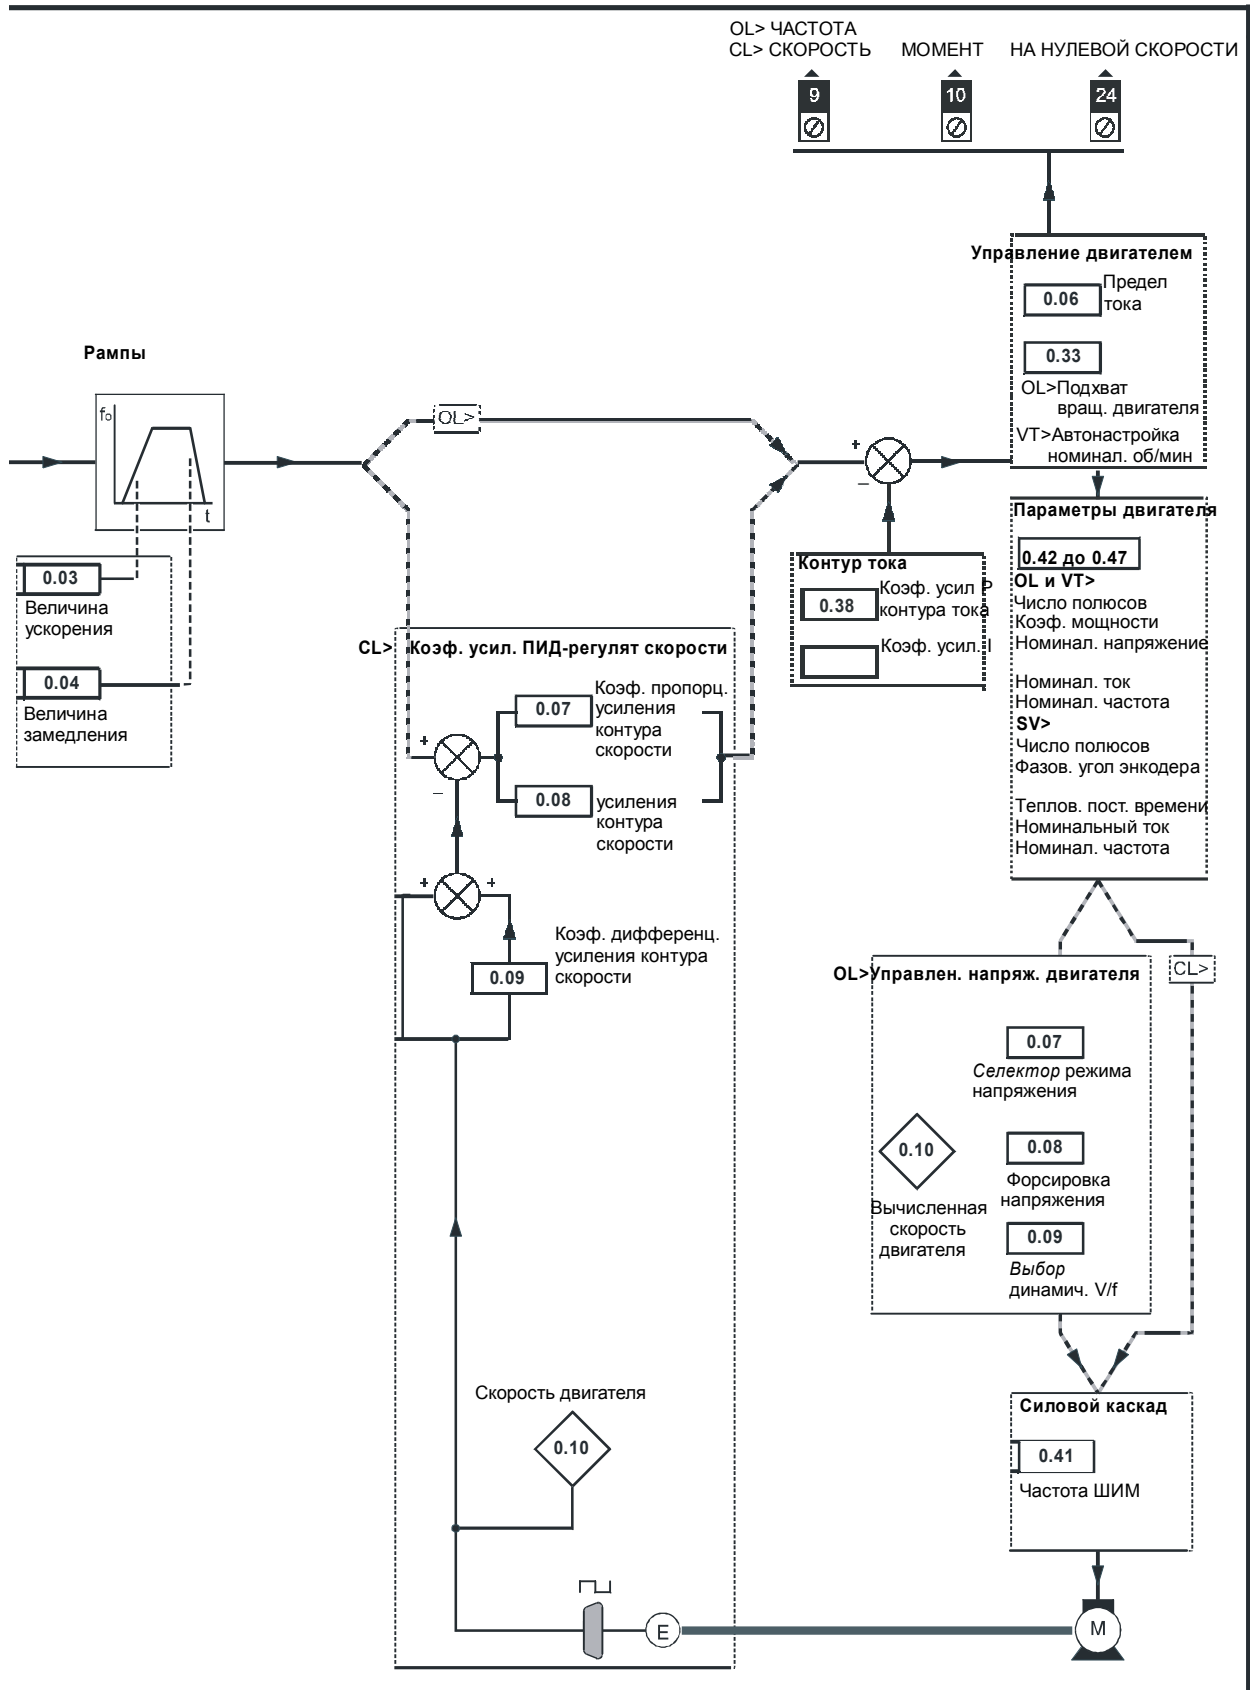 OL> ЧАСТОТА
CL> СКОРОСТЬ
МОМЕНТ
НА НУЛЕВОЙ СКОРОСТИ
9
10
24
Управление двигателем
0.06
Предел
тока
0.33
OL>Подхват
вращ. двигателя
VT>Автонастройка
номинал. об/мин
Рампы
fo
t
OL>
+
–
0.03
Величина
ускорения
0.04
Величина
замедления
Контур тока
0.38
Коэф. усил P
контура тока
Коэф. усил. I
Параметры двигателя
0.42 до 0.47
OL и VT>
Число полюсов
Коэф. мощности
Номинал. напряжение
Номинал. ток
Номинал. частота
SV>
Число полюсов
Фазов. угол энкодера
Теплов. пост. времени
Номинальный ток
Номинал. частота
CL>
Коэф. усил. ПИД-регулят скорости
0.07
Коэф. пропорц.
усиления
контура
скорости
+
–
0.08
усиления
контура
скорости
+
+
0.09
Коэф. дифференц.
усиления контура
скорости
OL>Управлен. напряж. двигателя
CL>
0.07
Селектор режима
напряжения
0.10
Вычисленная
скорость
двигателя
0.08
Форсировка
напряжения
0.09
Выбор
динамич. V/f
Скорость двигателя
0.10
Силовой каскад
0.41
Частота ШИМ
E
M